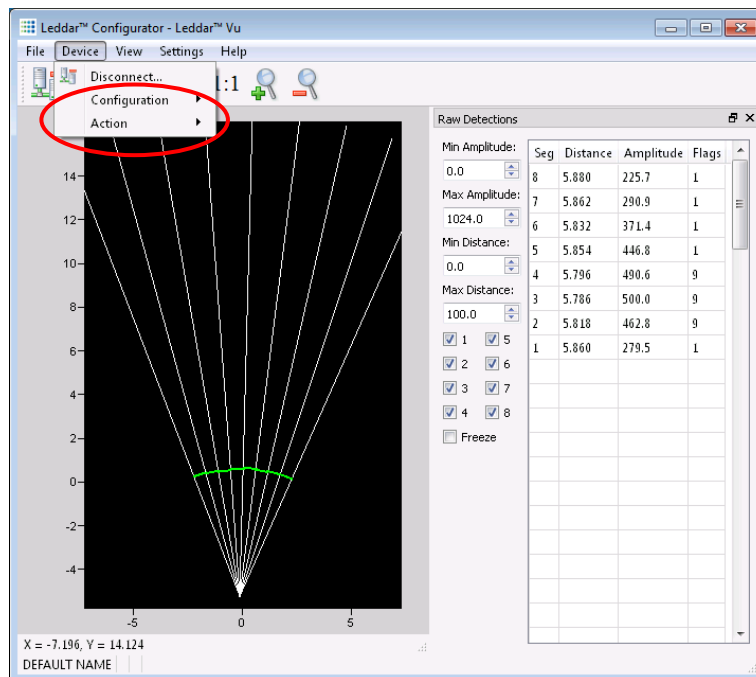 Leddar™ Configurator - Leddar™ Vu
File Device View Settings Help
Disconnect...
Configuration
Action
1:1
Raw Detections
Min Amplitude:
0.0
Max Amplitude:
1024.0
Min Distance:
0.0
Max Distance:
100.0
1 5
2 6
3 7
4 8
Freeze
Seg Distance Amplitude Flags
8 5.880 225.7 1
7 5.862 290.9 1
6 5.832 371.4 1
5 5.854 446.8 1
4 5.796 490.6 9
3 5.786 500.0 9
2 5.818 462.8 9
1 5.860 279.5 1
14
12
10
8
6
4
2
0
-2
-4
-5 0 5
X = -7.196, Y = 14.124
DEFAULT NAME